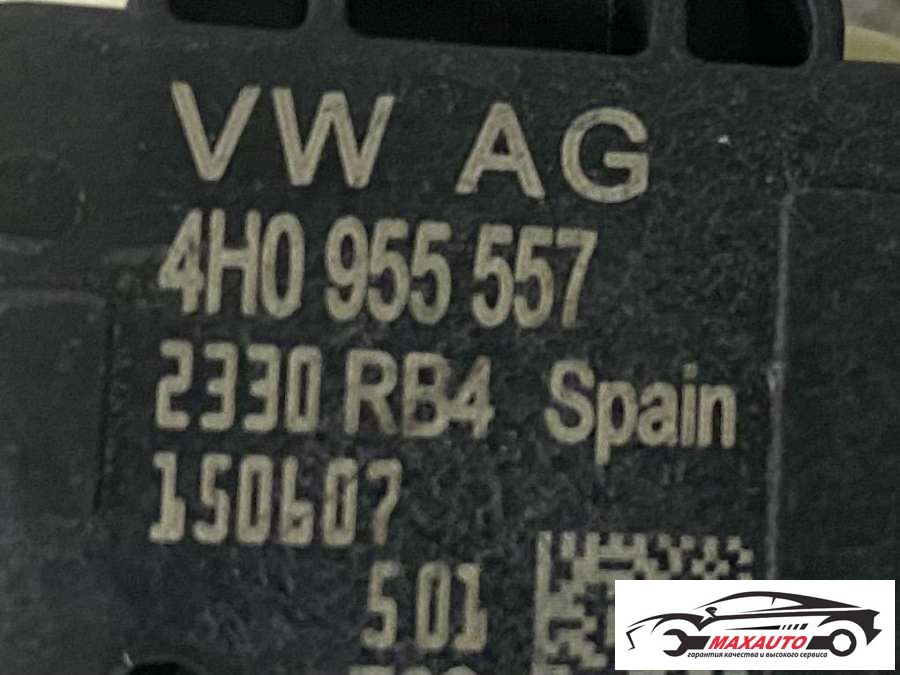 VW AG
4H0 955 557
2330 RB4 Spain
150607
501
MAXAUTO
гарантия качества и высокого сервиса